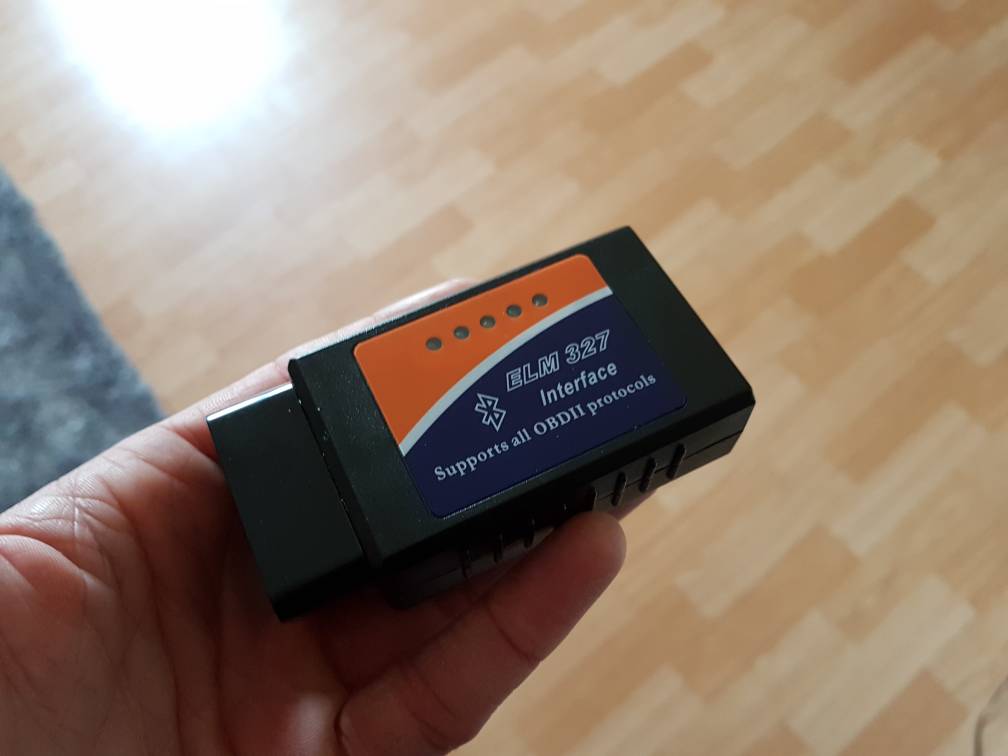 ELM 327
Interface
Supports all OBDII protocols